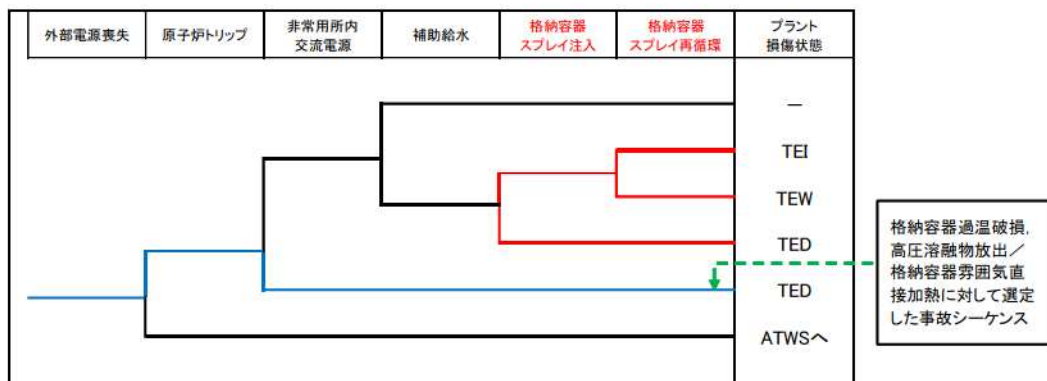 外部電源喪失
原子炉トリップ
非常用所内
交流電源
補助給水
格納容器
スプレイ注入
格納容器
スプレイ再循環
プラント
損傷状態
－
TEI
TEW
TED
TED
ATWSへ
格納容器過温破損,
高圧溶融物放出／
格納容器雰囲気直
接加熱に対して選定
した事故シーケンス